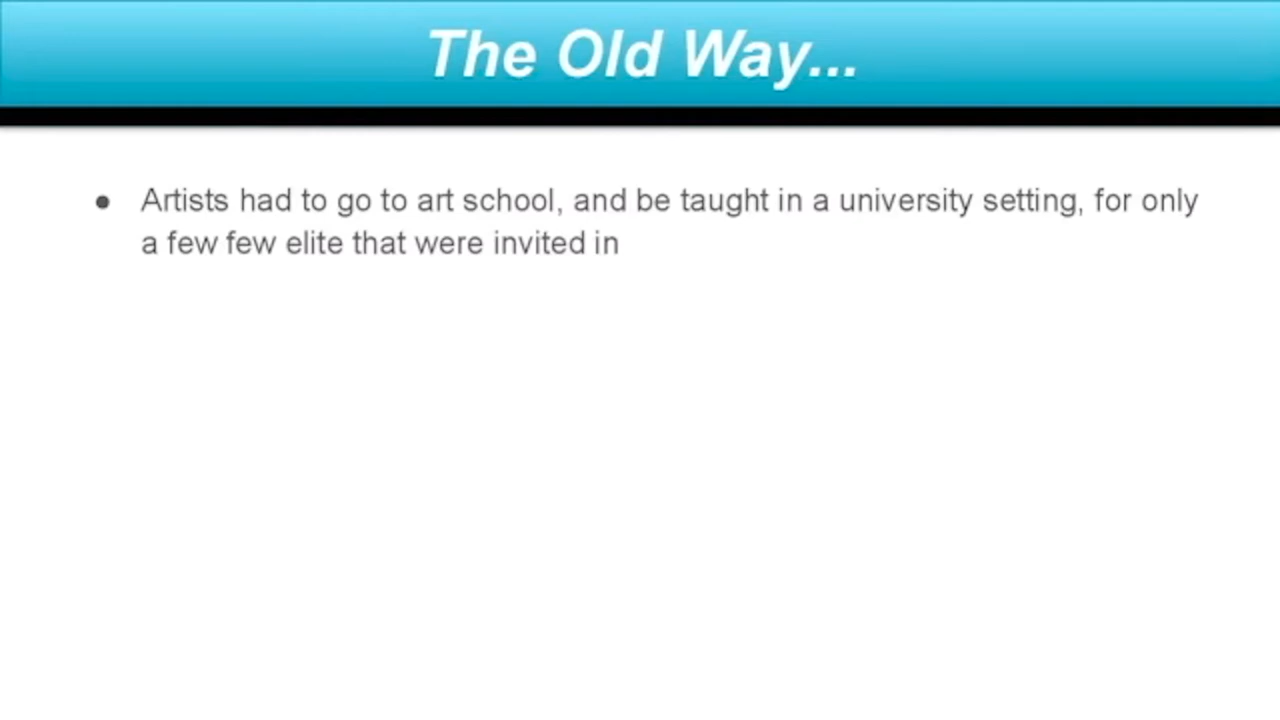 The Old Way...
● Artists had to go to art school, and be taught in a university setting, for only
a few few elite that were invited in